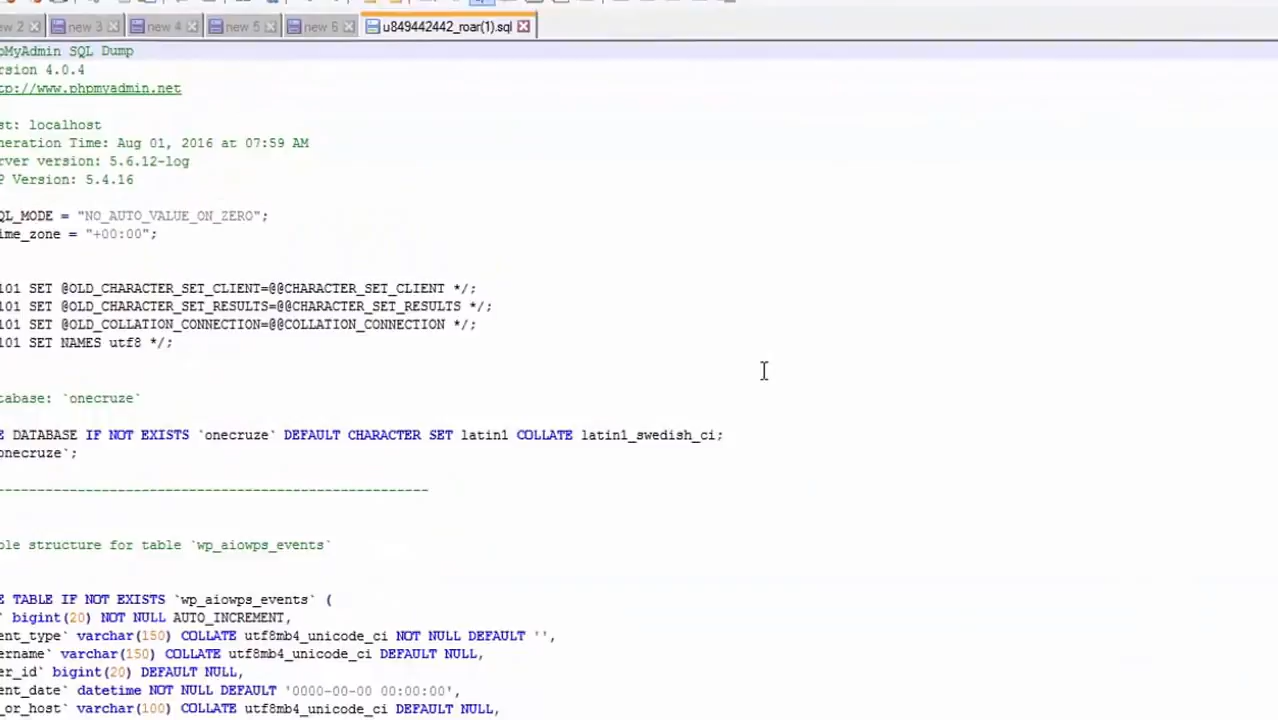 ew 2 new 3 new 4 new 5 new 6 u849442442_roar(1).sql
pMyAdmin SQL Dump
ersion 4.0.4
tp://www.phpmyadmin.net
st: localhost
neration Time: Aug 01, 2016 at 07:59 AM
rver version: 5.6.12-log
P Version: 5.4.16
QL_MODE = "NO_AUTO_VALUE_ON_ZERO";
ime_zone = "+00:00";
101 SET @OLD_CHARACTER_SET_CLIENT=@@CHARACTER_SET_CLIENT */;
101 SET @OLD_CHARACTER_SET_RESULTS=@@CHARACTER_SET_RESULTS */;
101 SET @OLD_COLLATION_CONNECTION=@@COLLATION_CONNECTION */;
101 SET NAMES utf8 */;
tabase: `onecruze`
E DATABASE IF NOT EXISTS `onecruze` DEFAULT CHARACTER SET latin1 COLLATE latin1_swedish_ci;
onecruze`;
------------------------------------------------------
ble structure for table `wp_aiowps_events`
E TABLE IF NOT EXISTS `wp_aiowps_events` (
` bigint(20) NOT NULL AUTO_INCREMENT,
ent_type` varchar(150) COLLATE utf8mb4_unicode_ci NOT NULL DEFAULT '',
ername` varchar(150) COLLATE utf8mb4_unicode_ci DEFAULT NULL,
er_id` bigint(20) DEFAULT NULL,
ent_date` datetime NOT NULL DEFAULT '0000-00-00 00:00:00',
_or_host` varchar(100) COLLATE utf8mb4_unicode_ci DEFAULT NULL,